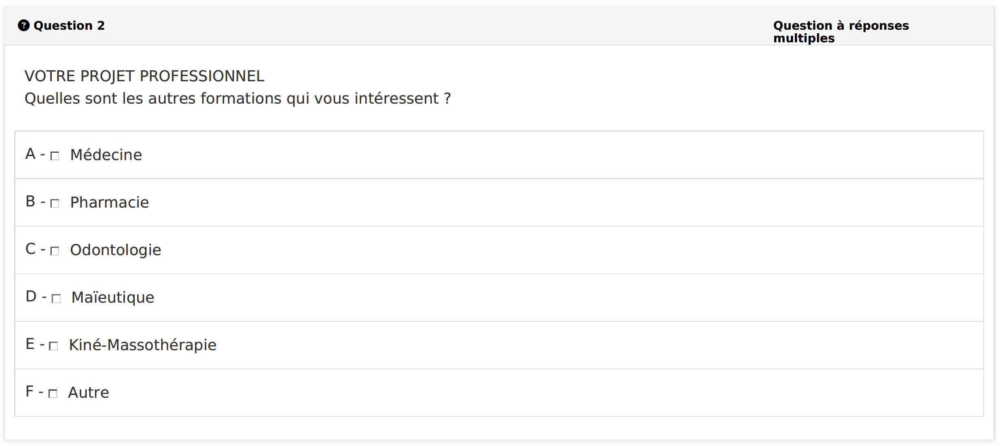 Question 2
Question à réponses
multiples
VOTRE PROJET PROFESSIONNEL
Quelles sont les autres formations qui vous intéressent ?
A - Médecine
B - Pharmacie
C - Odontologie
D - Maïeutique
E - Kiné-Massothérapie
F - Autre